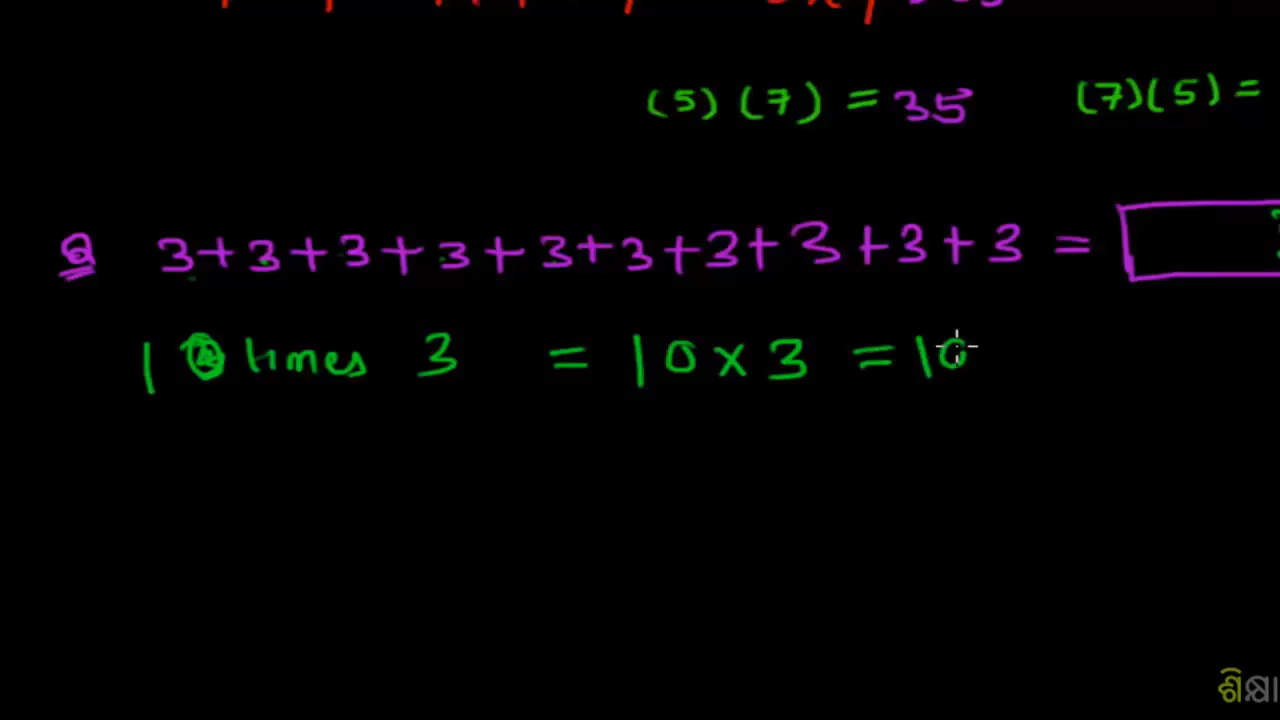 (5) (7) = 35 (7)(5) =
Q 3+3+3+3+3+3+3+3+3+3 =
10 times 3 = 10 x 3 = 10
ଶିକ୍ଷା